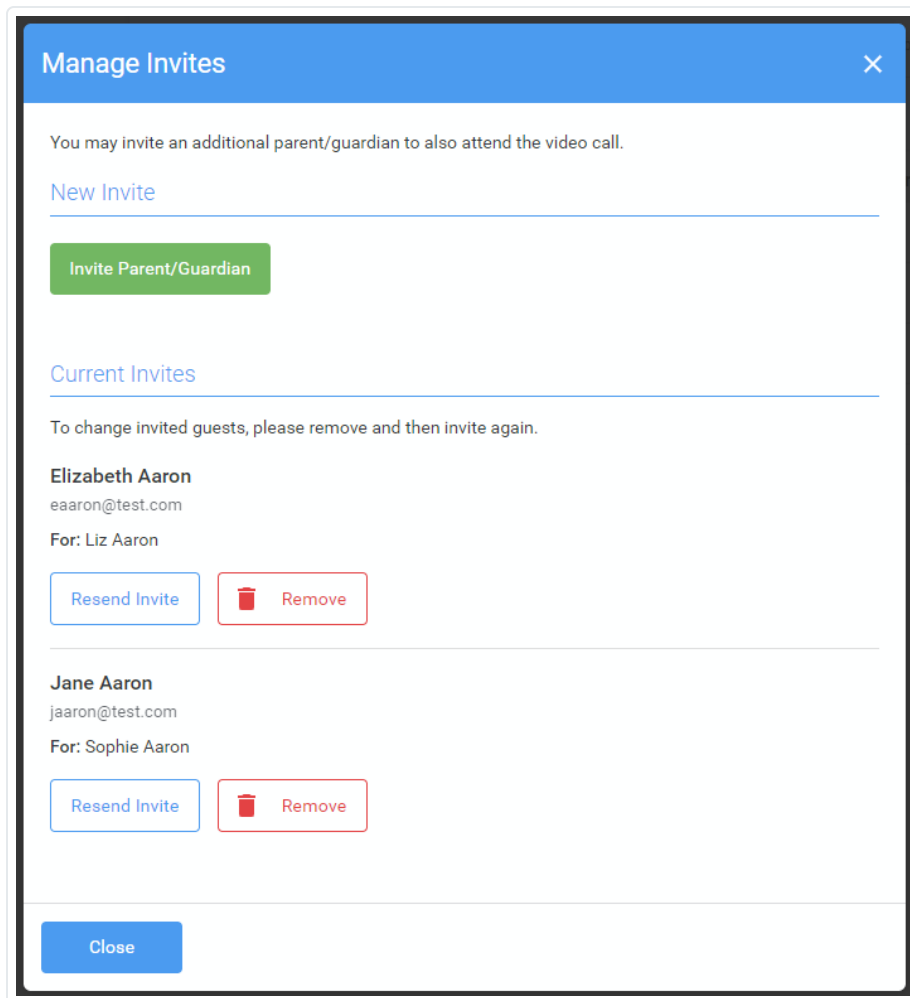 Manage Invites
You may invite an additional parent/guardian to also attend the video call.
New Invite
Invite Parent/Guardian
Current Invites
To change invited guests, please remove and then invite again.
Elizabeth Aaron
eaaron@test.com
For: Liz Aaron
Resend Invite Remove
Jane Aaron
jaaron@test.com
For: Sophie Aaron
Resend Invite Remove
Close